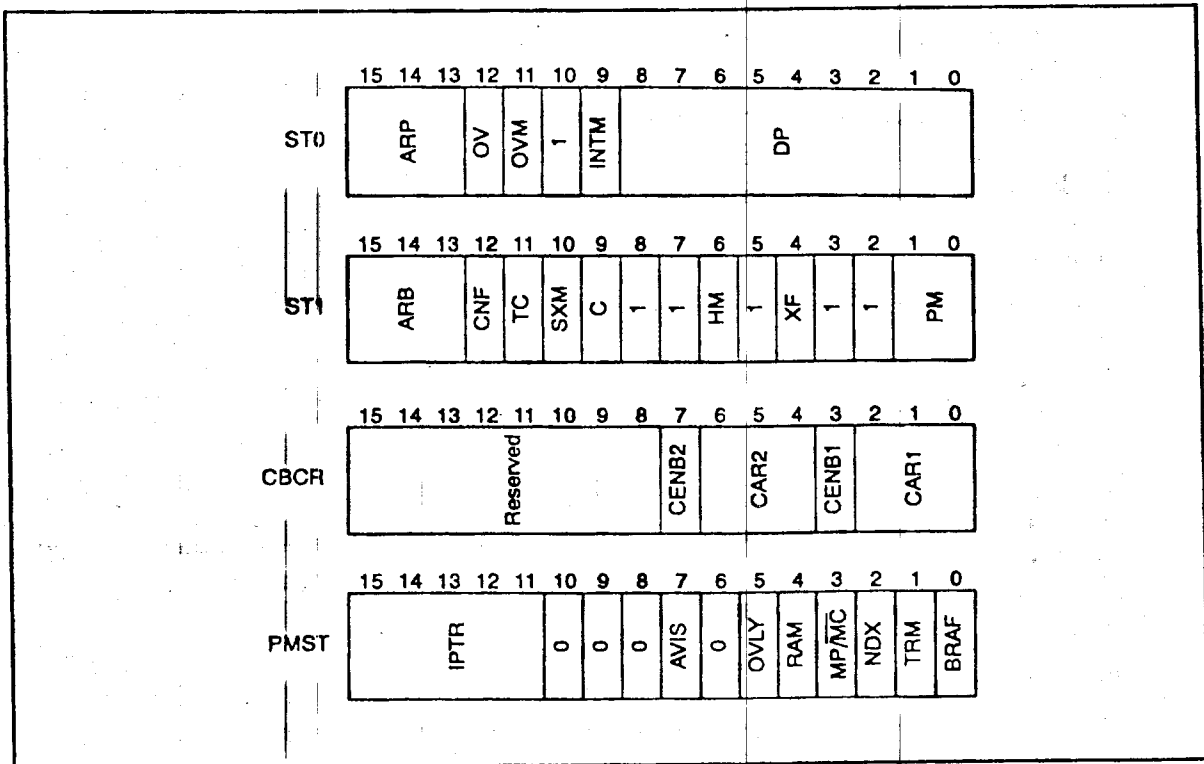 15 14 13 12 11 10 9 8 7 6 5 4 3 2 1 0
ST0 ARP OV OVM 1 INTM DP
15 14 13 12 11 10 9 8 7 6 5 4 3 2 1 0
ST1 ARB CNF TC SXM C 1 1 HM 1 XF 1 1 PM
15 14 13 12 11 10 9 8 7 6 5 4 3 2 1 0
CBCR Reserved CENB2 CAR2 CENB1 CAR1
15 14 13 12 11 10 9 8 7 6 5 4 3 2 1 0
PMST IPTR 0 0 0 AVIS 0 OVLY RAM MP/M̅C̅ NDX TRM BRAF